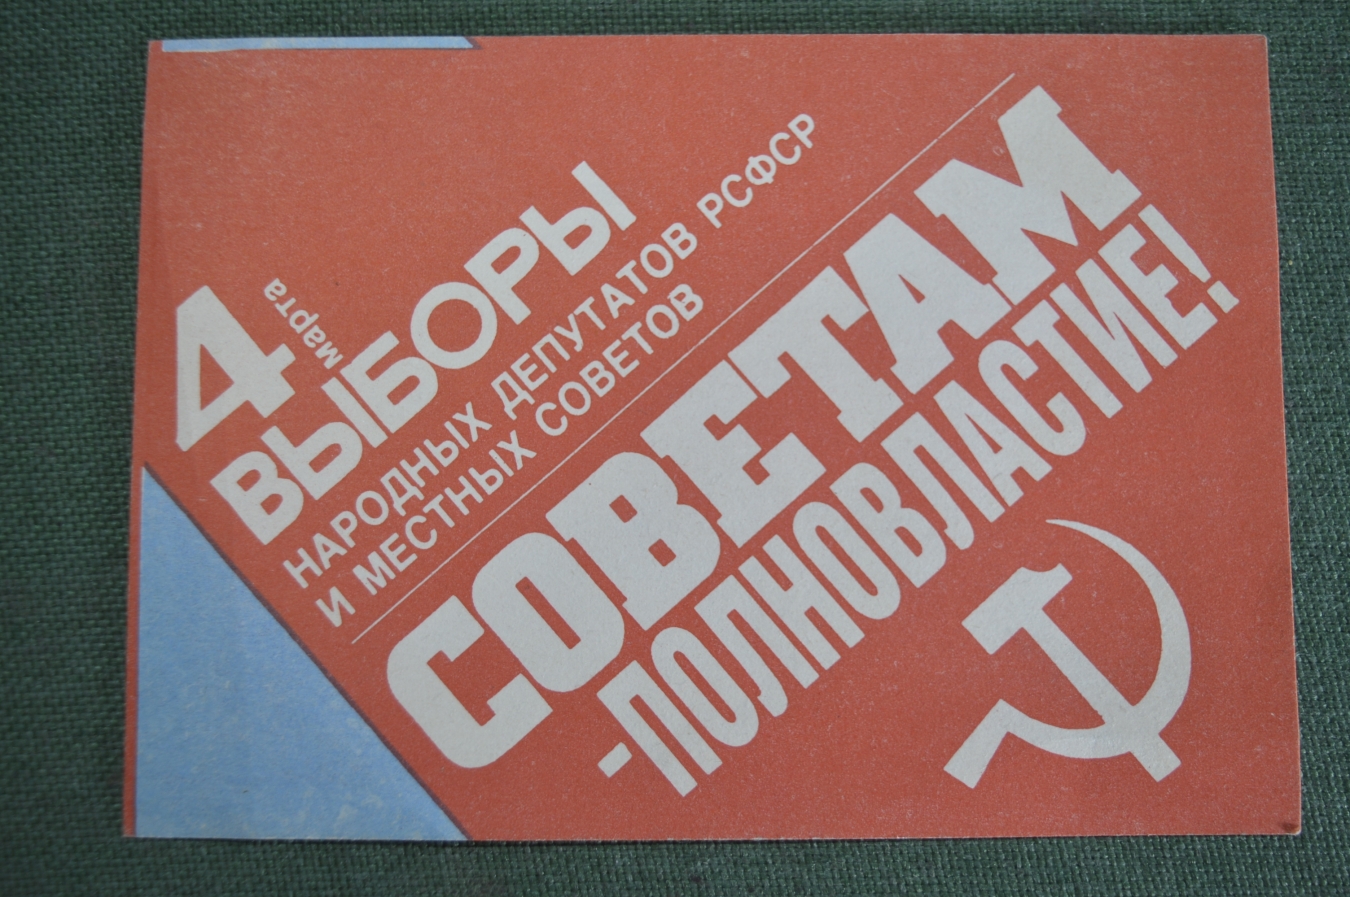 4 марта
ВЫБОРЫ
НАРОДНЫХ ДЕПУТАТОВ РСФСР
И МЕСТНЫХ СОВЕТОВ
СОВЕТАМ
-ПОЛНОВЛАСТИЕ!